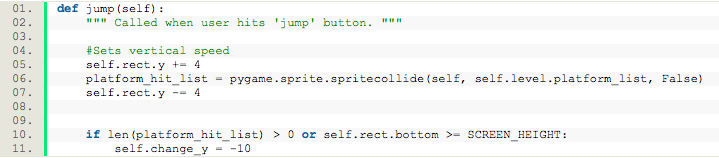 01. def jump(self):
02.     """ Called when user hits 'jump' button. """
03.
04.     #Sets vertical speed
05.     self.rect.y += 4
06.     platform_hit_list = pygame.sprite.spritecollide(self, self.level.platform_list, False)
07.     self.rect.y -= 4
08.
09.
10.     if len(platform_hit_list) > 0 or self.rect.bottom >= SCREEN_HEIGHT:
11.         self.change_y = -10